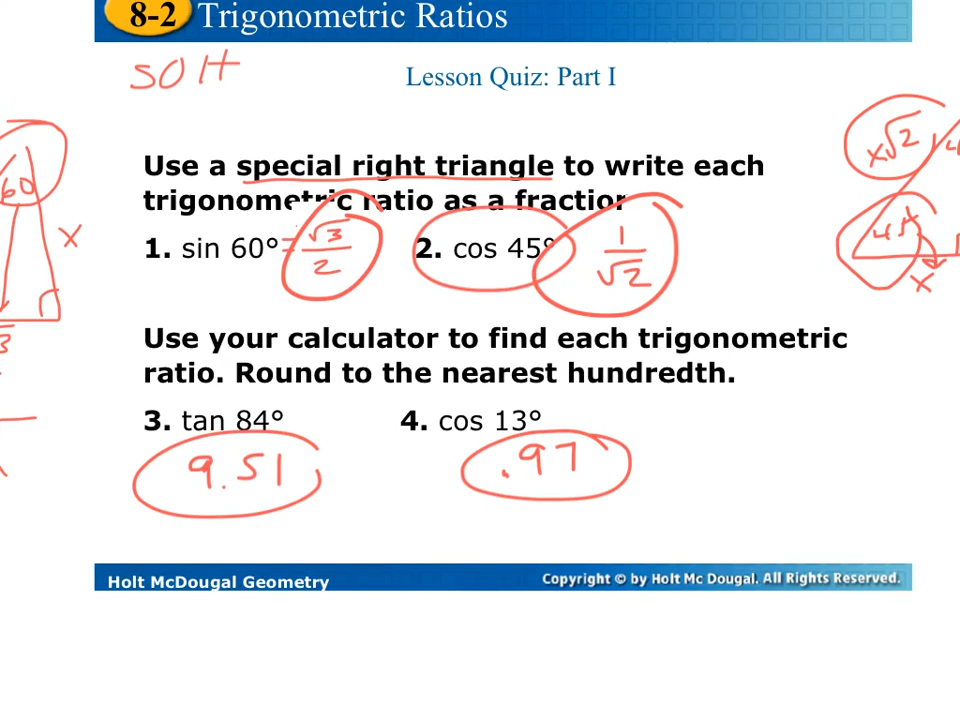 8-2 Trigonometric Ratios
SOH
Lesson Quiz: Part I
Use a special right triangle to write each
trigonometric ratio as a fraction
1. sin 60° = √3/2 2. cos 45° 1/√2
60
x
3
x√2
45
x
Use your calculator to find each trigonometric
ratio. Round to the nearest hundredth.
3. tan 84° 4. cos 13°
9.51 .97
Holt McDougal Geometry Copyright © by Holt Mc Dougal. All Rights Reserved.